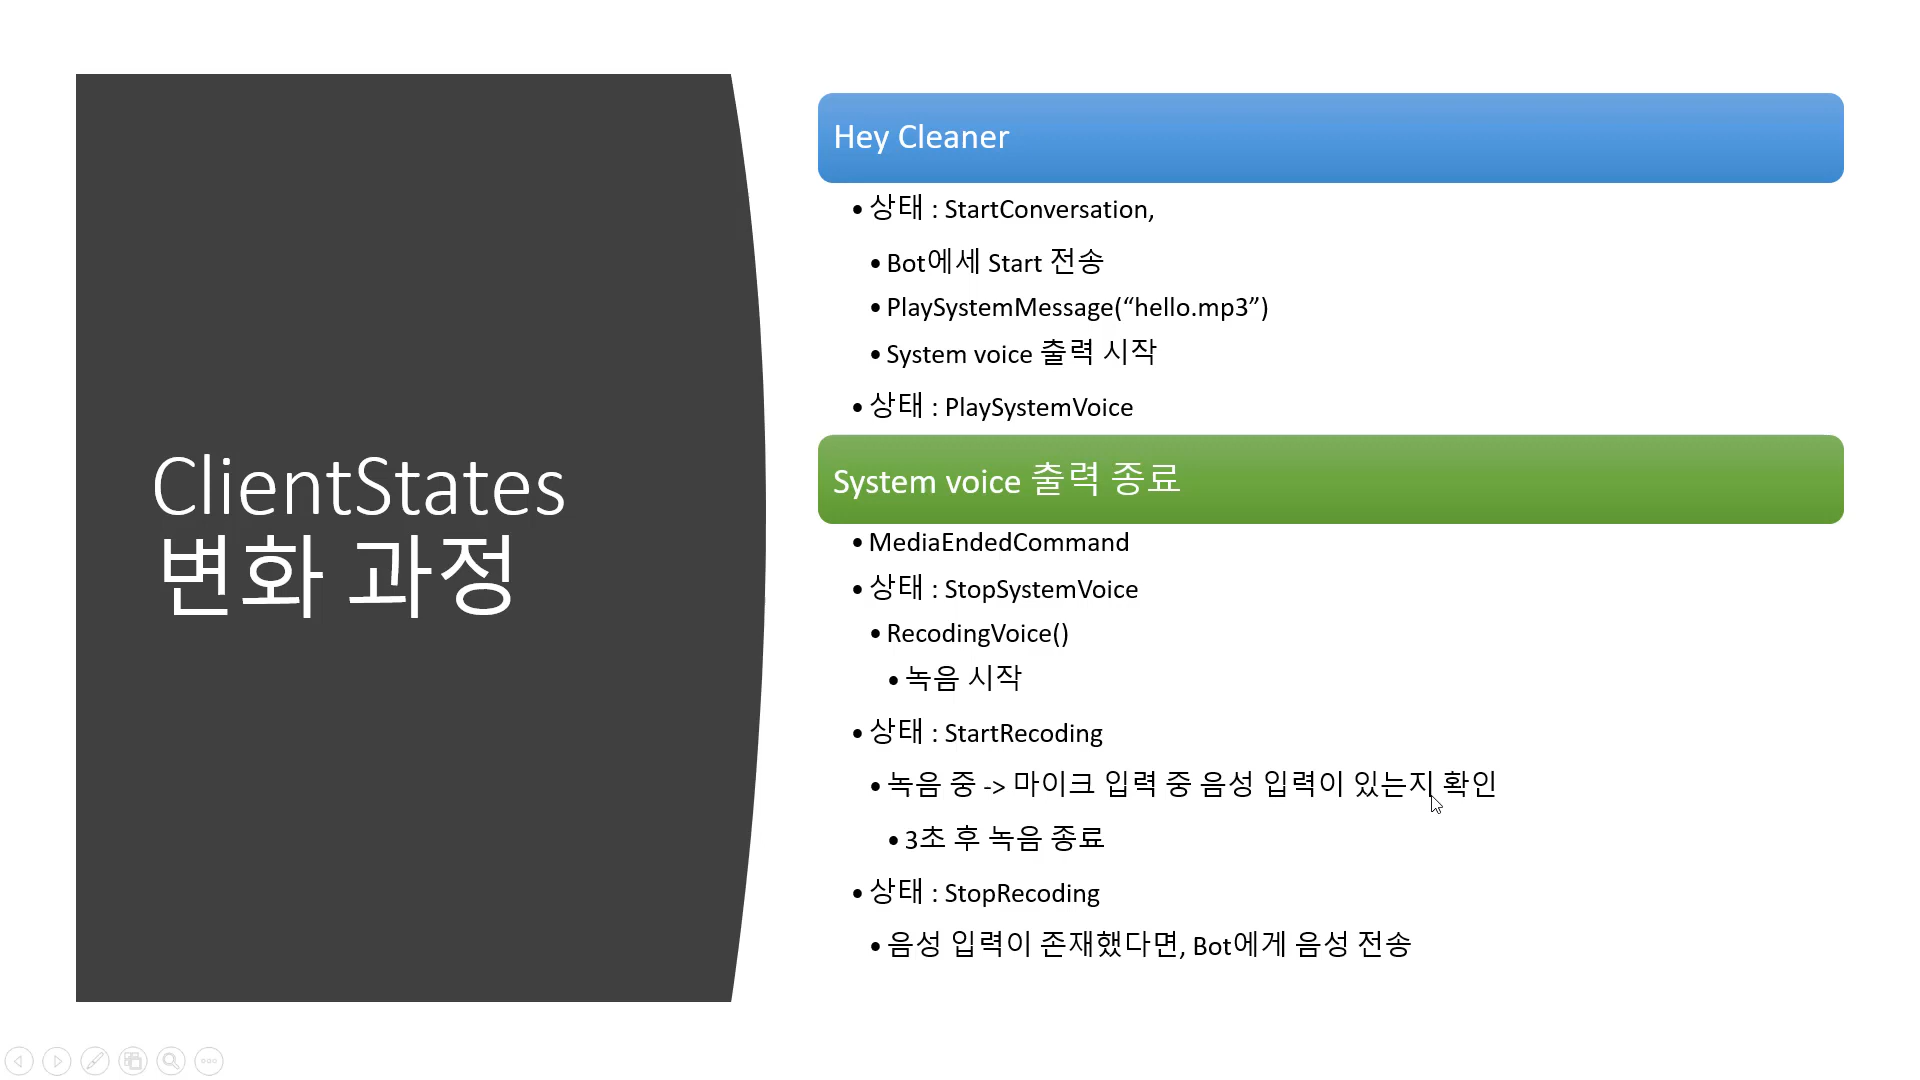 ClientStates
변화 과정
Hey Cleaner
• 상태 : StartConversation,
• Bot에세 Start 전송
• PlaySystemMessage(“hello.mp3”)
• System voice 출력 시작
• 상태 : PlaySystemVoice
System voice 출력 종료
• MediaEndedCommand
• 상태 : StopSystemVoice
• RecodingVoice()
• 녹음 시작
• 상태 : StartRecoding
• 녹음 중 -> 마이크 입력 중 음성 입력이 있는지 확인
• 3초 후 녹음 종료
• 상태 : StopRecoding
• 음성 입력이 존재했다면, Bot에게 음성 전송